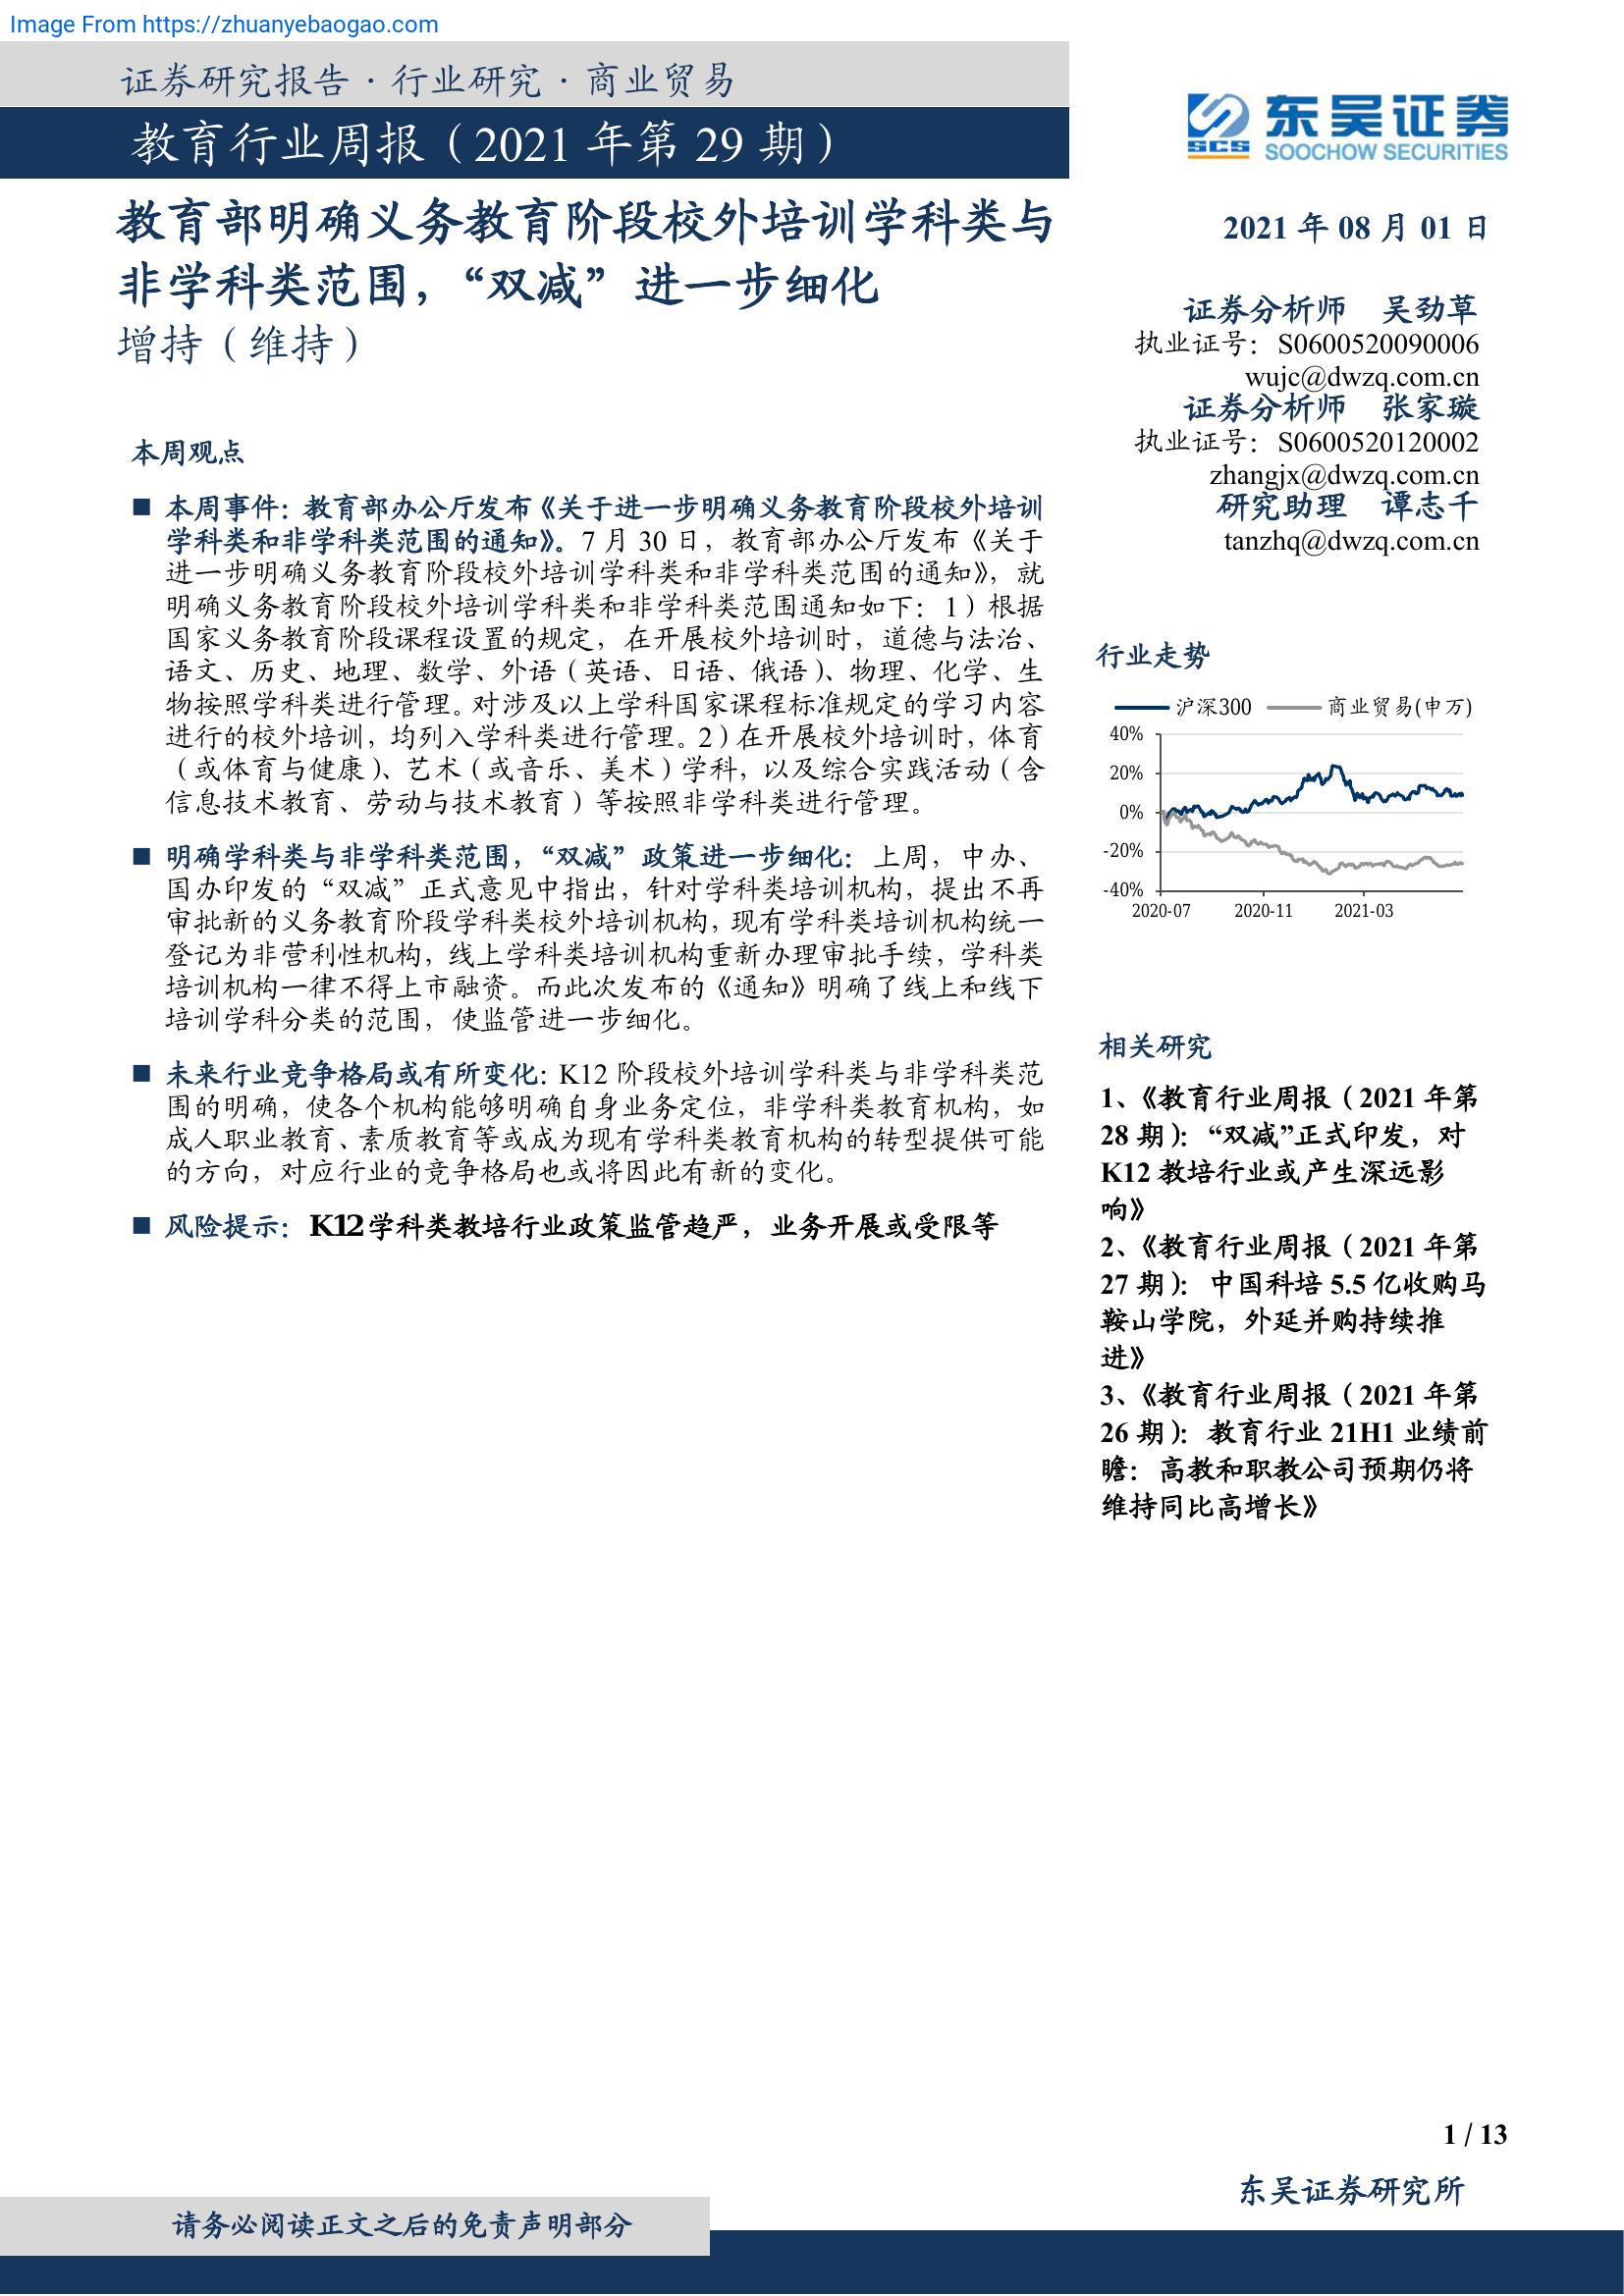 Image From https://zhuanyebaogao.com
证券研究报告 · 行业研究 · 商业贸易
教育行业周报（2021 年第 29 期）
教育部明确义务教育阶段校外培训学科类与
非学科类范围，“双减”进一步细化
增持（维持）
本周观点
■ 本周事件：教育部办公厅发布《关于进一步明确义务教育阶段校外培训
学科类和非学科类范围的通知》。7 月 30 日，教育部办公厅发布《关于
进一步明确义务教育阶段校外培训学科类和非学科类范围的通知》，就
明确义务教育阶段校外培训学科类和非学科类范围通知如下：1）根据
国家义务教育阶段课程设置的规定，在开展校外培训时，道德与法治、
语文、历史、地理、数学、外语（英语、日语、俄语）、物理、化学、生
物按照学科类进行管理。对涉及以上学科国家课程标准规定的学习内容
进行的校外培训，均列入学科类进行管理。2）在开展校外培训时，体育
（或体育与健康）、艺术（或音乐、美术）学科，以及综合实践活动（含
信息技术教育、劳动与技术教育）等按照非学科类进行管理。
■ 明确学科类与非学科类范围，“双减”政策进一步细化：上周，中办、
国办印发的“双减”正式意见中指出，针对学科类培训机构，提出不再
审批新的义务教育阶段学科类校外培训机构，现有学科类培训机构统一
登记为非营利性机构，线上学科类培训机构重新办理审批手续，学科类
培训机构一律不得上市融资。而此次发布的《通知》明确了线上和线下
培训学科分类的范围，使监管进一步细化。
■ 未来行业竞争格局或有所变化：K12 阶段校外培训学科类与非学科类范
围的明确，使各个机构能够明确自身业务定位，非学科类教育机构，如
成人职业教育、素质教育等或成为现有学科类教育机构的转型提供可能
的方向，对应行业的竞争格局也或将因此有新的变化。
■ 风险提示：K12 学科类教培行业政策监管趋严，业务开展或受限等
SCS 东吴证券
SOOCHOW SECURITIES
2021 年 08 月 01 日
证券分析师 吴劲草
执业证号：S0600520090006
wujc@dwzq.com.cn
证券分析师 张家璇
执业证号：S0600520120002
zhangjx@dwzq.com.cn
研究助理 谭志千
tanzhq@dwzq.com.cn
行业走势
沪深300 商业贸易(申万)
40%
20%
0%
-20%
-40%
2020-07 2020-11 2021-03
相关研究
1、《教育行业周报（2021 年第
28 期）：“双减”正式印发，对
K12 教培行业或产生深远影
响》
2、《教育行业周报（2021 年第
27 期）：中国科培 5.5 亿收购马
鞍山学院，外延并购持续推
进》
3、《教育行业周报（2021 年第
26 期）：教育行业 21H1 业绩前
瞻：高教和职教公司预期仍将
维持同比高增长》
1 / 13
东吴证券研究所
请务必阅读正文之后的免责声明部分